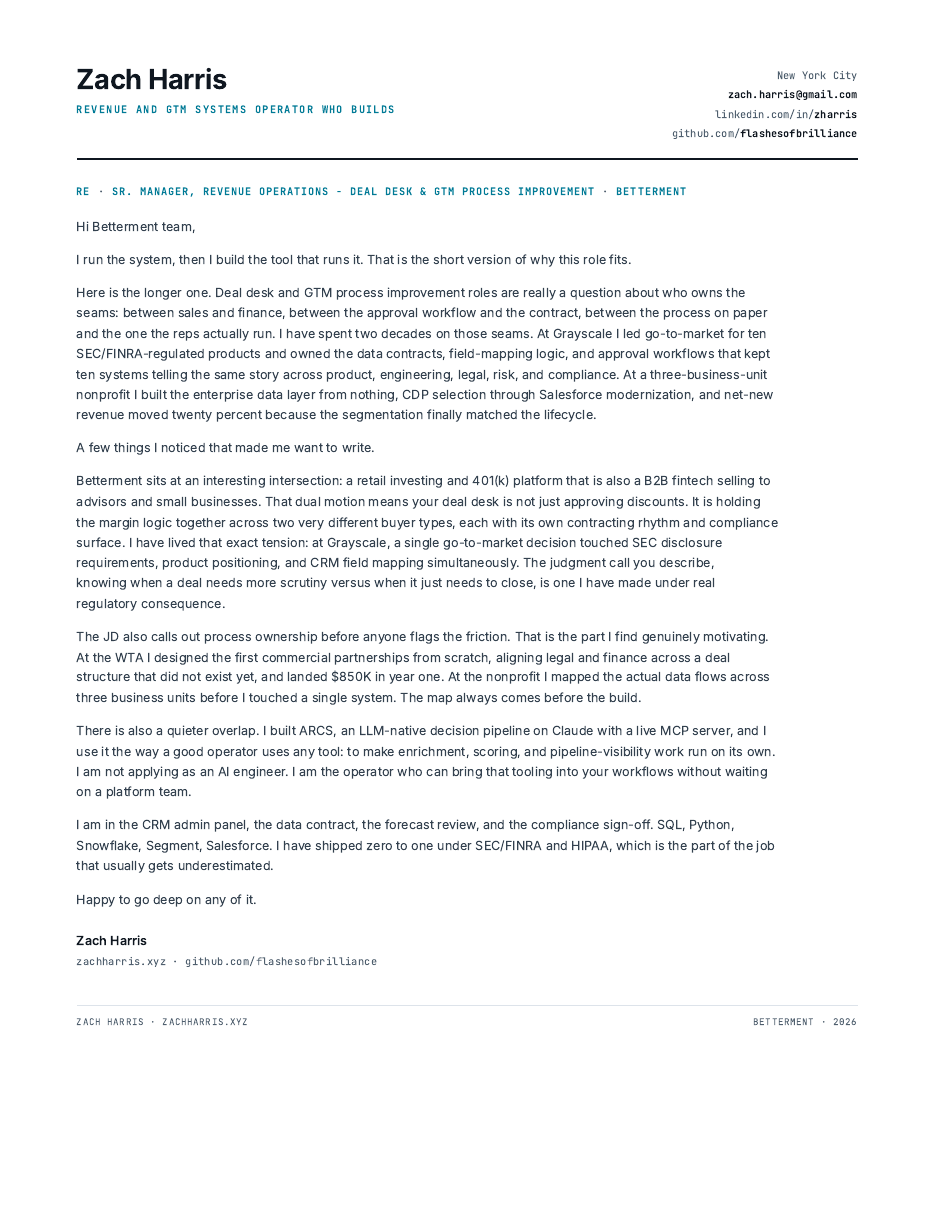 Zach Harris
REVENUE AND GTM SYSTEMS OPERATOR WHO BUILDS
New York City
zach.harris@gmail.com
linkedin.com/in/zharris
github.com/flashesofbrilliance
RE · SR. MANAGER, REVENUE OPERATIONS - DEAL DESK & GTM PROCESS IMPROVEMENT · BETTERMENT
Hi Betterment team,
I run the system, then I build the tool that runs it. That is the short version of why this role fits.
Here is the longer one. Deal desk and GTM process improvement roles are really a question about who owns the
seams: between sales and finance, between the approval workflow and the contract, between the process on paper
and the one the reps actually run. I have spent two decades on those seams. At Grayscale I led go-to-market for ten
SEC/FINRA-regulated products and owned the data contracts, field-mapping logic, and approval workflows that kept
ten systems telling the same story across product, engineering, legal, risk, and compliance. At a three-business-unit
nonprofit I built the enterprise data layer from nothing, CDP selection through Salesforce modernization, and net-new
revenue moved twenty percent because the segmentation finally matched the lifecycle.
A few things I noticed that made me want to write.
Betterment sits at an interesting intersection: a retail investing and 401(k) platform that is also a B2B fintech selling to
advisors and small businesses. That dual motion means your deal desk is not just approving discounts. It is holding
the margin logic together across two very different buyer types, each with its own contracting rhythm and compliance
surface. I have lived that exact tension: at Grayscale, a single go-to-market decision touched SEC disclosure
requirements, product positioning, and CRM field mapping simultaneously. The judgment call you describe,
knowing when a deal needs more scrutiny versus when it just needs to close, is one I have made under real
regulatory consequence.
The JD also calls out process ownership before anyone flags the friction. That is the part I find genuinely motivating.
At the WTA I designed the first commercial partnerships from scratch, aligning legal and finance across a deal
structure that did not exist yet, and landed $850K in year one. At the nonprofit I mapped the actual data flows across
three business units before I touched a single system. The map always comes before the build.
There is also a quieter overlap. I built ARCS, an LLM-native decision pipeline on Claude with a live MCP server, and I
use it the way a good operator uses any tool: to make enrichment, scoring, and pipeline-visibility work run on its own.
I am not applying as an AI engineer. I am the operator who can bring that tooling into your workflows without waiting
on a platform team.
I am in the CRM admin panel, the data contract, the forecast review, and the compliance sign-off. SQL, Python,
Snowflake, Segment, Salesforce. I have shipped zero to one under SEC/FINRA and HIPAA, which is the part of the job
that usually gets underestimated.
Happy to go deep on any of it.
Zach Harris
zachharris.xyz · github.com/flashesofbrilliance
ZACH HARRIS · ZACHHARRIS.XYZ
BETTERMENT · 2026